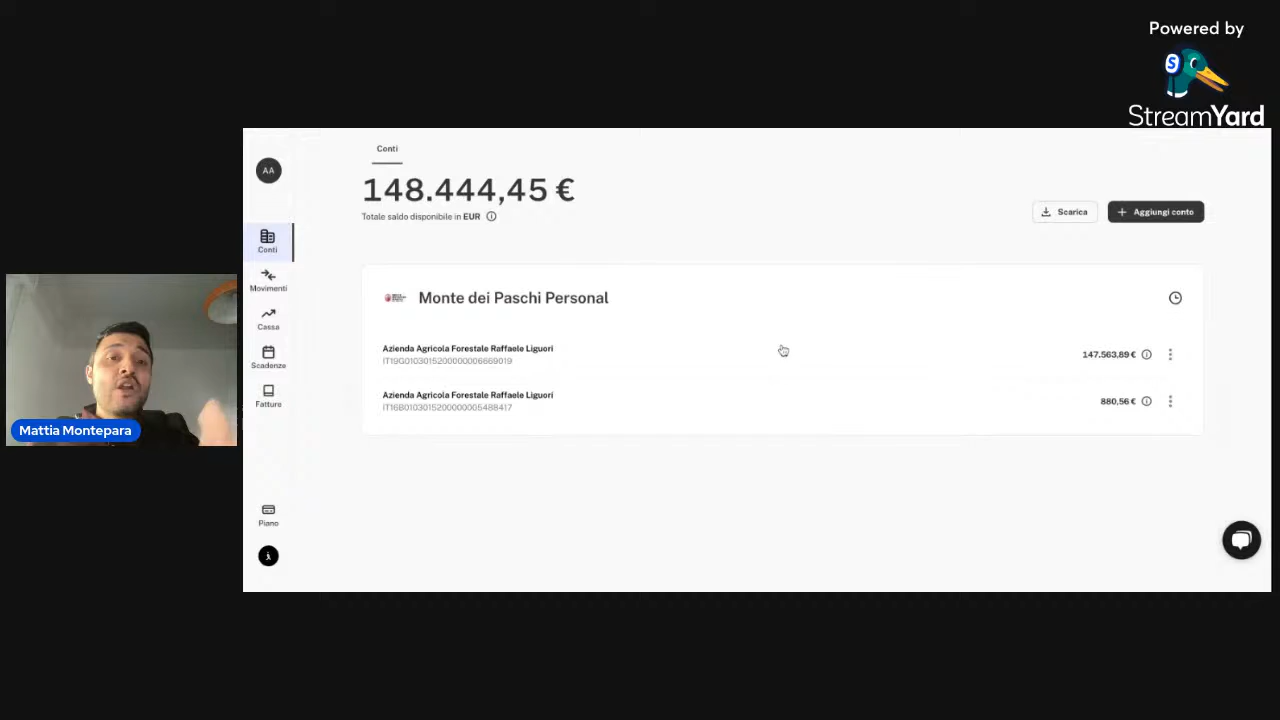 Powered by
StreamYard
Conti
AA
148.444,45 €
Totale saldo disponibile in EUR
Scarica
Aggiungi conto
Conti
Movimenti
Cassa
Scadenze
Fatture
Piano
Monte dei Paschi Personal
Azienda Agricola Forestale Raffaele Liguori
IT19G0103015200000006669019
147.563,89 €
Azienda Agricola Forestale Raffaele Liguori
IT16B0103015200000005488417
880,56 €
Mattia Montepara